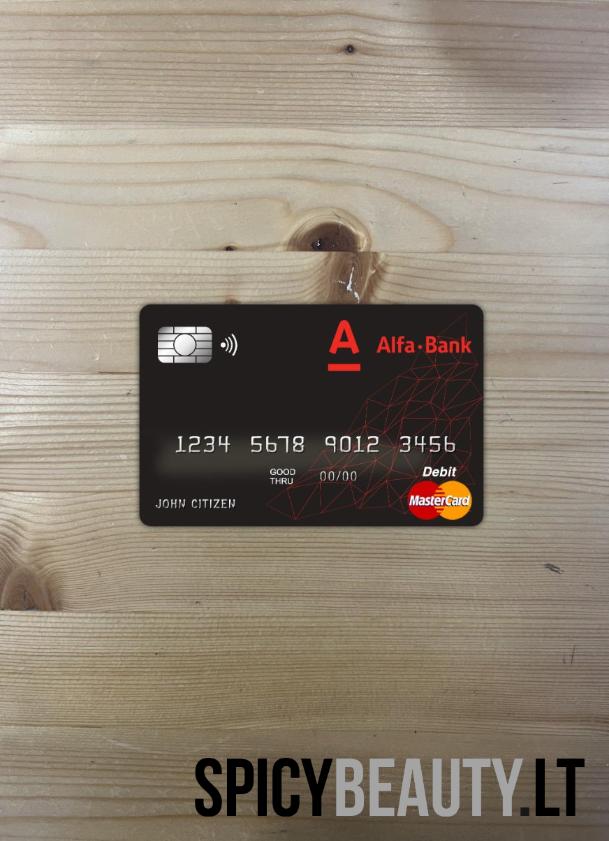 A Alfa·Bank
1234 5678 9012 3456
GOOD THRU 00/00
Debit
JOHN CITIZEN
MasterCard
SPICYBEAUTY.LT